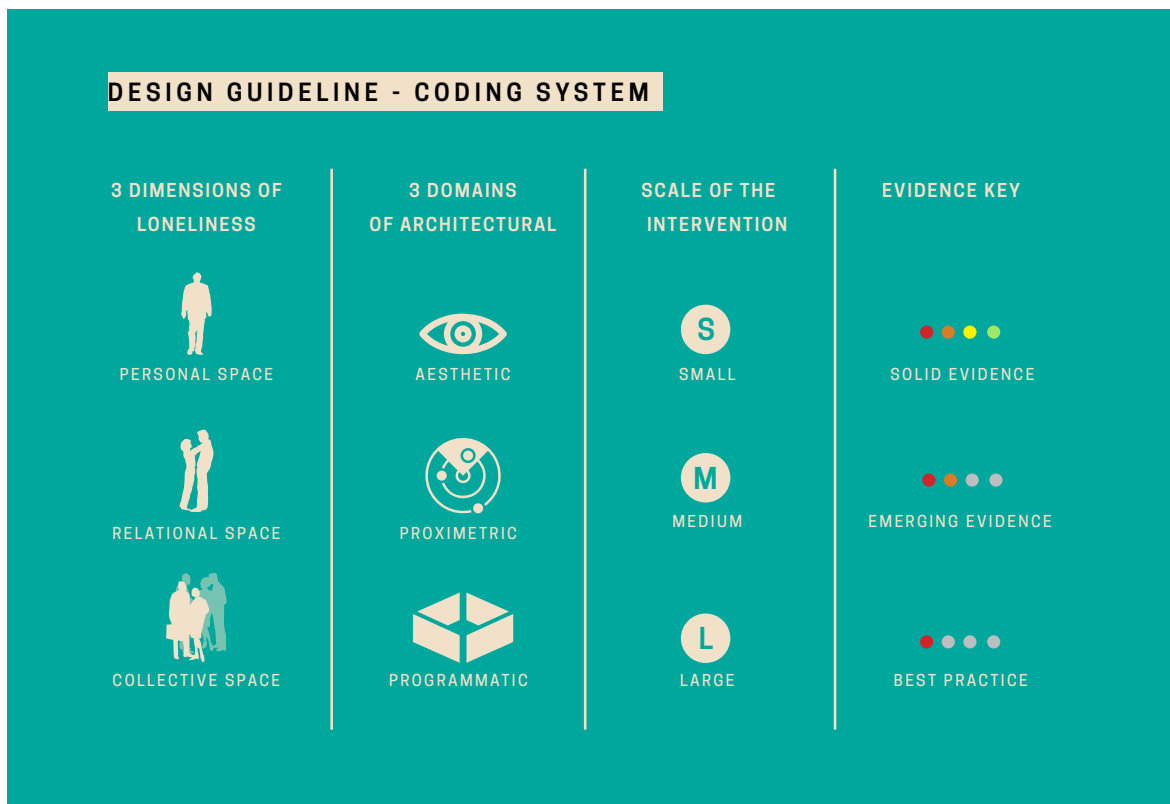 DESIGN GUIDELINE - CODING SYSTEM
3 DIMENSIONS OF
LONELINESS
PERSONAL SPACE
RELATIONAL SPACE
COLLECTIVE SPACE
3 DOMAINS
OF ARCHITECTURAL
AESTHETIC
PROXIMETRIC
PROGRAMMATIC
SCALE OF THE
INTERVENTION
S
SMALL
M
MEDIUM
L
LARGE
EVIDENCE KEY
SOLID EVIDENCE
EMERGING EVIDENCE
BEST PRACTICE